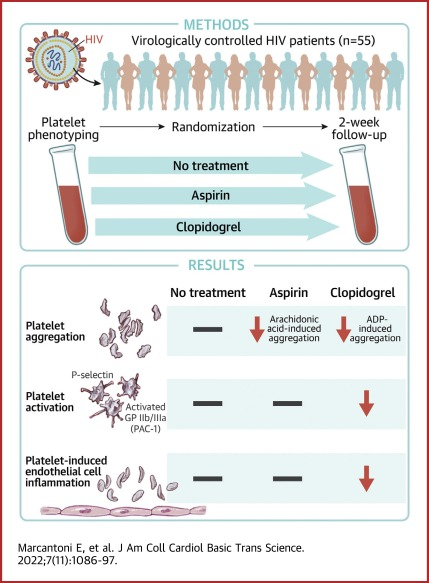 METHODS
HIV
Virologically controlled HIV patients (n=55)
Platelet
phenotyping
Randomization
2-week
follow-up
No treatment
Aspirin
Clopidogrel
RESULTS
No treatment
Aspirin
Clopidogrel
Platelet
aggregation
Arachidonic
acid-induced
aggregation
ADP-
induced
aggregation
Platelet
activation
P-selectin
Activated
GP IIb/IIIa
(PAC-1)
Platelet-induced
endothelial cell
inflammation
Marcantoni E, et al. J Am Coll Cardiol Basic Trans Science.
2022;7(11):1086-97.